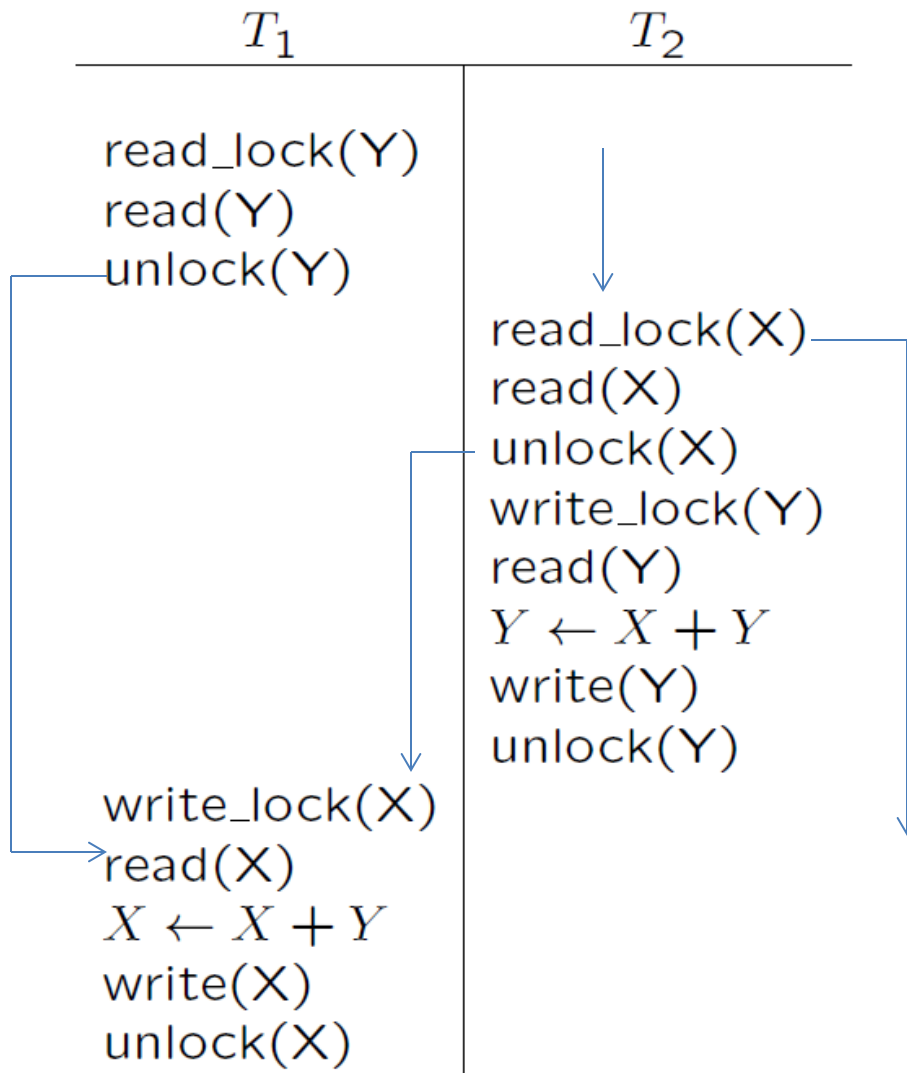 T1 T2
read_lock(Y)
read(Y)
unlock(Y)
read_lock(X)
read(X)
unlock(X)
write_lock(Y)
read(Y)
Y ← X + Y
write(Y)
unlock(Y)
write_lock(X)
read(X)
X ← X + Y
write(X)
unlock(X)